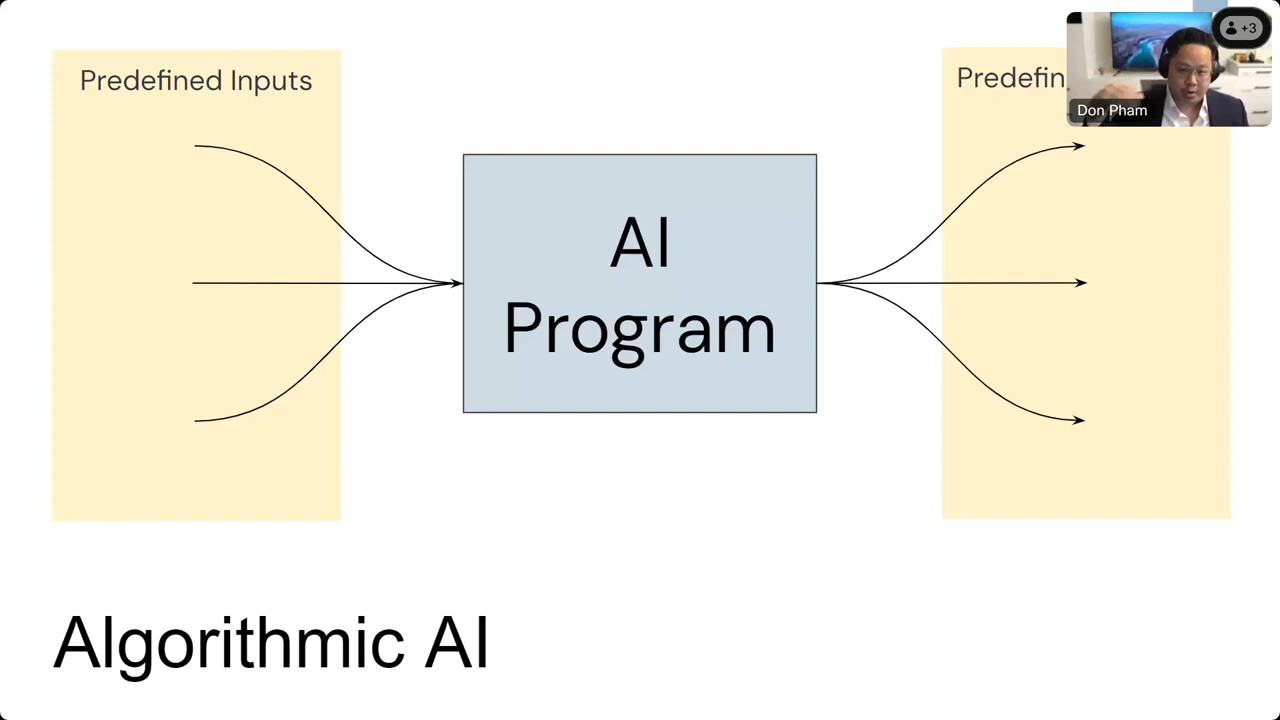 Predefined Inputs
Predefin
+3
Don Pham
AI
Program
Algorithmic AI